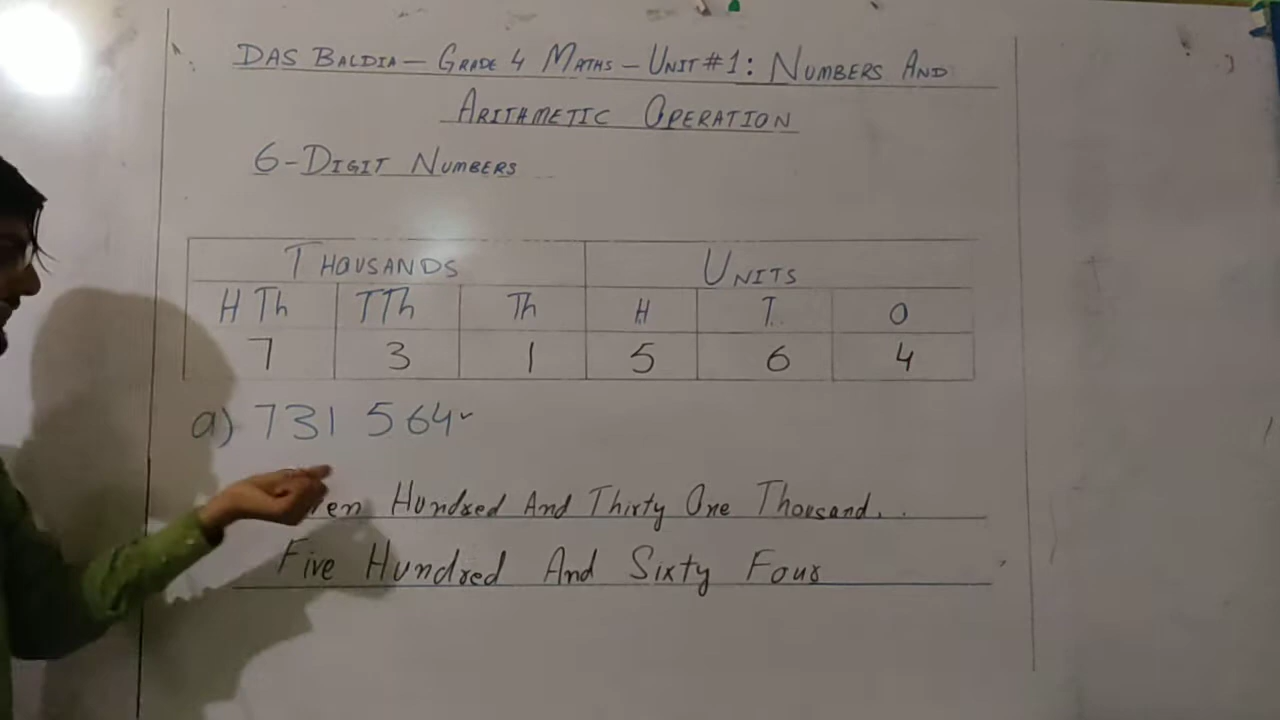 DAS BALDIA – GRADE 4 MATHS – UNIT #1: NUMBERS AND
ARITHMETIC OPERATION
6-DIGIT NUMBERS
THOUSANDS UNITS
H Th TTh Th H T O
7 3 1 5 6 4
a) 731 564
Hundred And Thirty One Thousand..
Five Hundred And Sixty Four